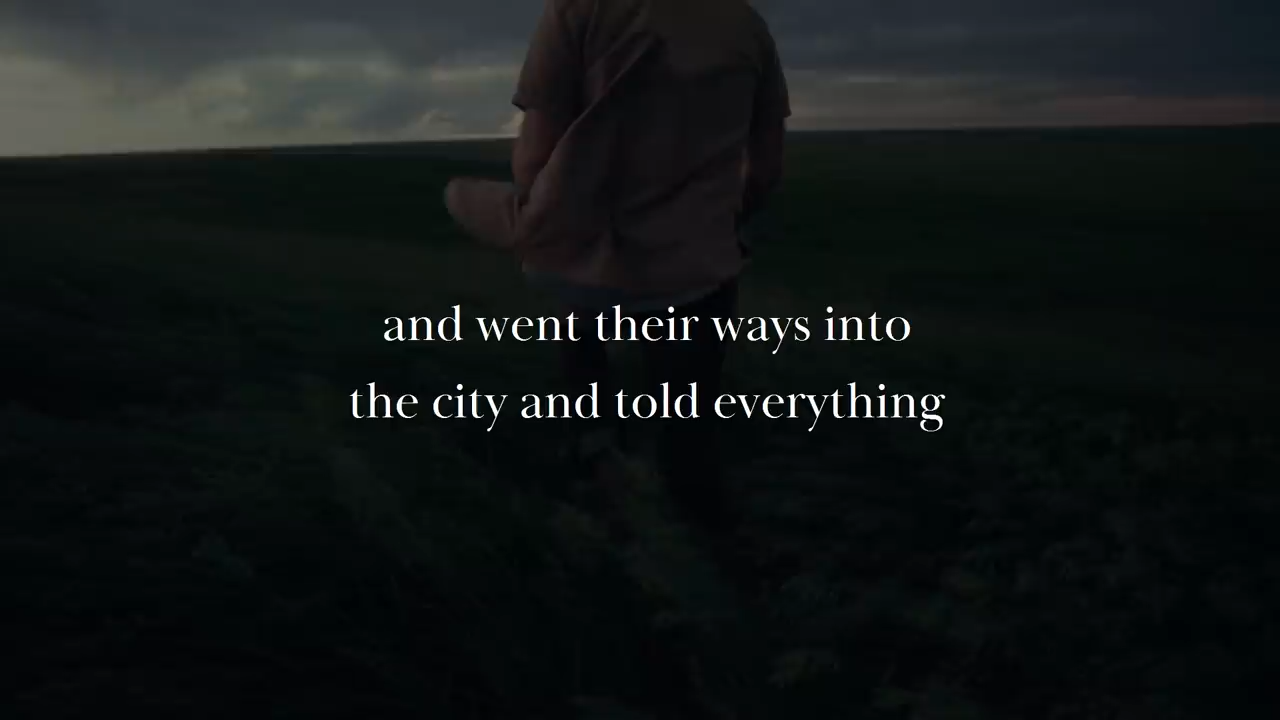 and went their ways into
the city and told everything